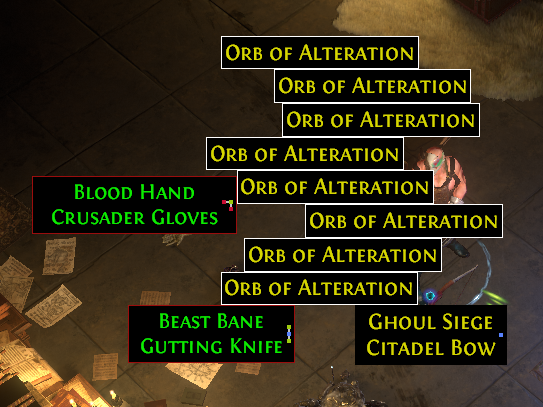 Orb of Alteration
Orb of Alteration
Orb of Alteration
Orb of Alteration
Orb of Alteration
Blood Hand
Crusader Gloves
Orb of Alteration
Orb of Alteration
Orb of Alteration
Beast Bane
Gutting Knife
Ghoul Siege
Citadel Bow